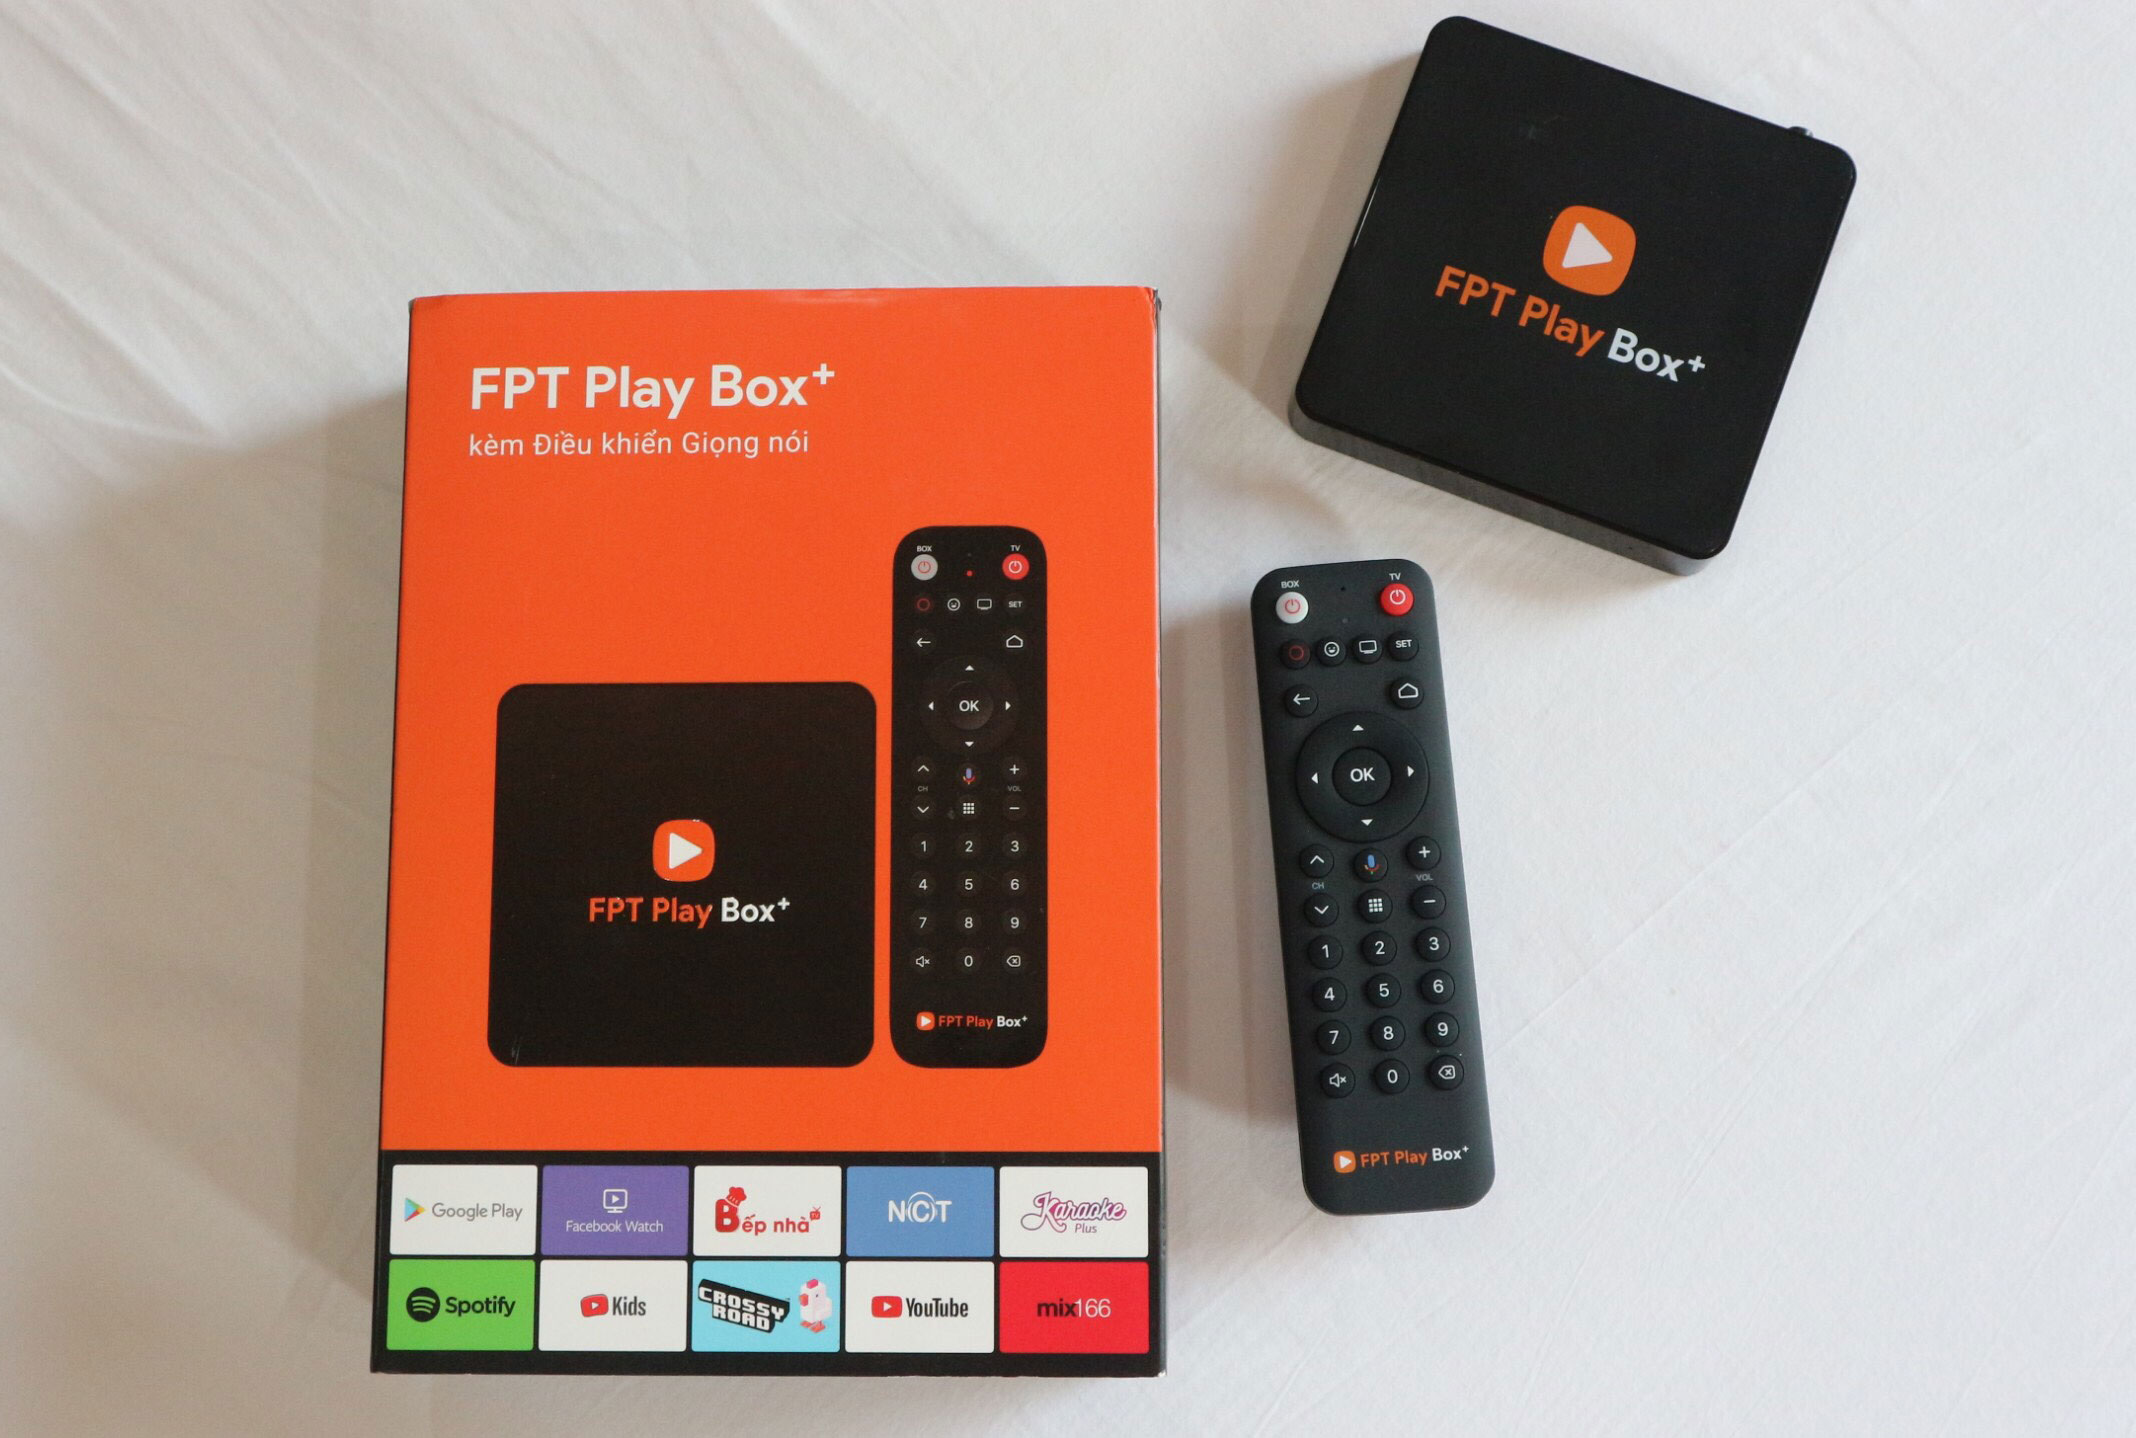 FPT Play Box+
kèm Điều khiển Giọng nói
BOX TV
SET
OK
CH VOL
1 2 3
4 5 6
7 8 9
0
FPT Play Box+
FPT Play Box+
Google Play
Facebook Watch
Bếp nhà TV
NCT
Karaoke Plus
Spotify
Kids
CROSSY ROAD
YouTube
mix166
FPT Play Box+
BOX TV
SET
OK
CH VOL
1 2 3
4 5 6
7 8 9
0
FPT Play Box+